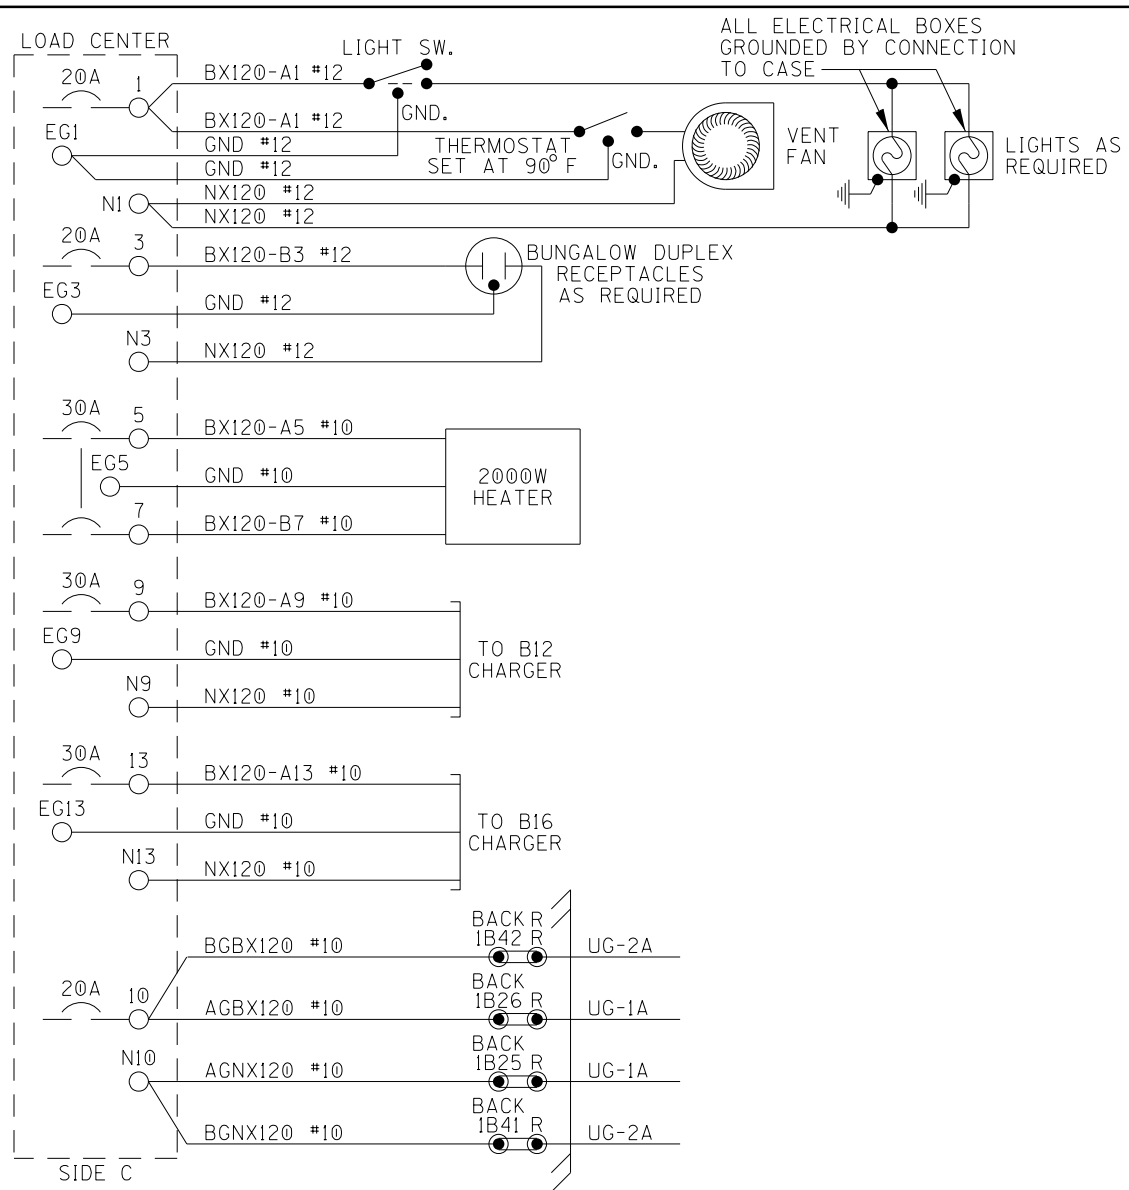 LOAD CENTER
20A
1
BX120-A1 #12
LIGHT SW.
GND.
ALL ELECTRICAL BOXES
GROUNDED BY CONNECTION
TO CASE
EG1
BX120-A1 #12
GND #12
GND #12
THERMOSTAT
SET AT 90° F
GND.
VENT
FAN
LIGHTS AS
REQUIRED
N1
NX120 #12
NX120 #12
20A
3
BX120-B3 #12
BUNGALOW DUPLEX
RECEPTACLES
AS REQUIRED
EG3
GND #12
N3
NX120 #12
30A
5
BX120-A5 #10
EG5
GND #10
2000W
HEATER
7
BX120-B7 #10
30A
9
BX120-A9 #10
EG9
GND #10
TO B12
CHARGER
N9
NX120 #10
30A
13
BX120-A13 #10
EG13
GND #10
TO B16
CHARGER
N13
NX120 #10
BACK R
1B42 R
BGBX120 #10
UG-2A
20A
10
BACK
1B26 R
AGBX120 #10
UG-1A
N10
BACK
1B25 R
AGNX120 #10
UG-1A
BACK
1B41 R
BGNX120 #10
UG-2A
SIDE C